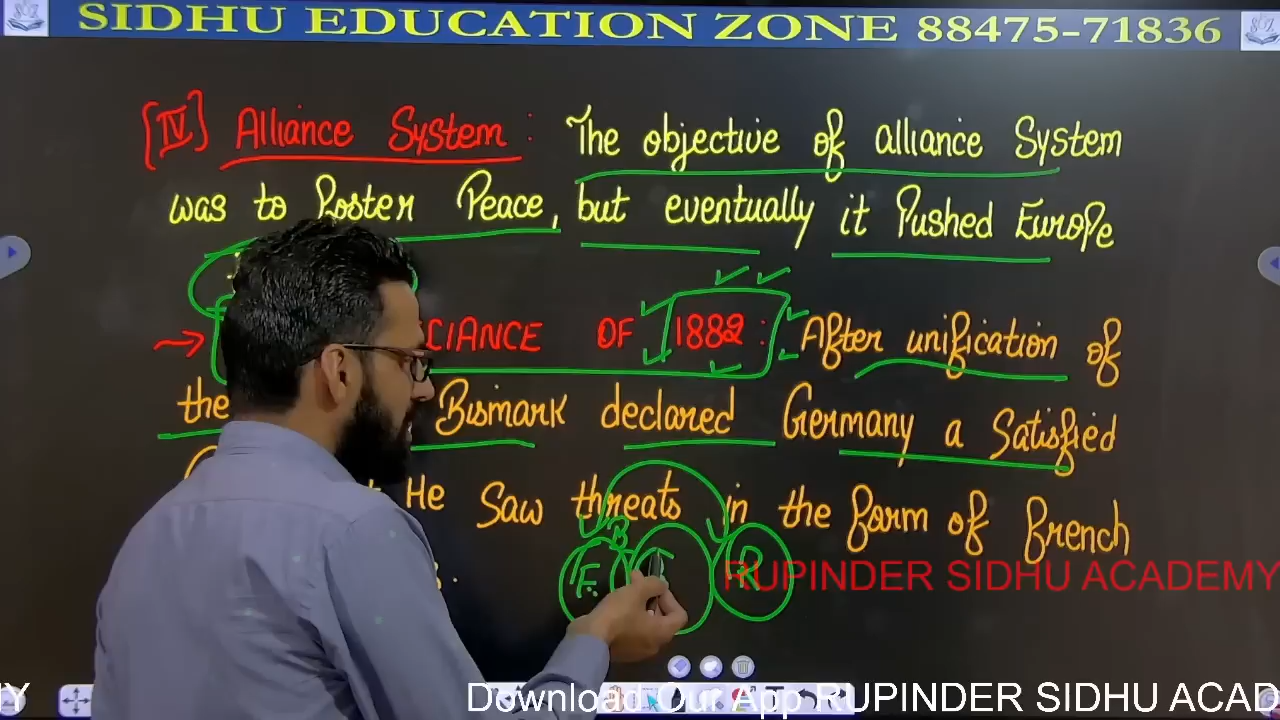 SIDHU EDUCATION ZONE 88475-71836
[IV] Alliance System : The objective of alliance System
was to Foster Peace, but eventually it Pushed Europe
→ CIANCE OF 1882 : After unification of
the Bismark declared Germany a Satisfied
He Saw threats in the form of French
F. B R
RUPINDER SIDHU ACADEMY
Download Our App RUPINDER SIDHU ACAD